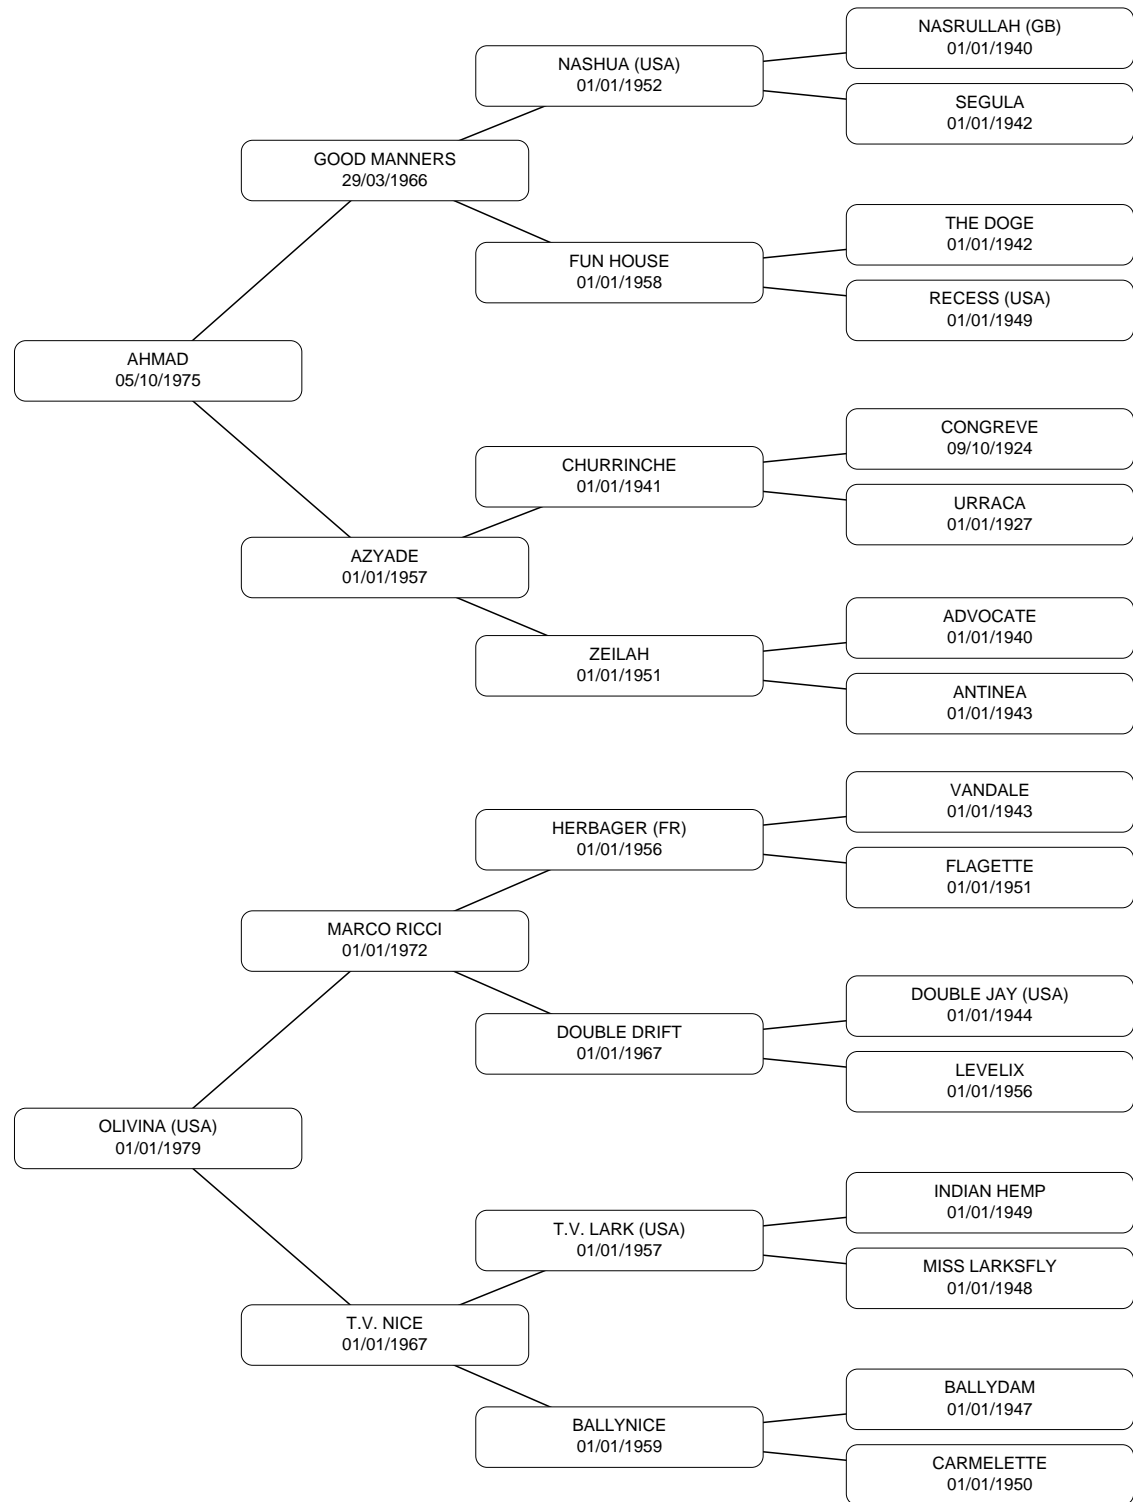 NASRULLAH (GB)
01/01/1940
NASHUA (USA)
01/01/1952
SEGULA
01/01/1942
GOOD MANNERS
29/03/1966
THE DOGE
01/01/1942
FUN HOUSE
01/01/1958
RECESS (USA)
01/01/1949
AHMAD
05/10/1975
CONGREVE
09/10/1924
CHURRINCHE
01/01/1941
URRACA
01/01/1927
AZYADE
01/01/1957
ADVOCATE
01/01/1940
ZEILAH
01/01/1951
ANTINEA
01/01/1943
VANDALE
01/01/1943
HERBAGER (FR)
01/01/1956
FLAGETTE
01/01/1951
MARCO RICCI
01/01/1972
DOUBLE JAY (USA)
01/01/1944
DOUBLE DRIFT
01/01/1967
LEVELIX
01/01/1956
OLIVINA (USA)
01/01/1979
INDIAN HEMP
01/01/1949
T.V. LARK (USA)
01/01/1957
MISS LARKSFLY
01/01/1948
T.V. NICE
01/01/1967
BALLYDAM
01/01/1947
BALLYNICE
01/01/1959
CARMELETTE
01/01/1950